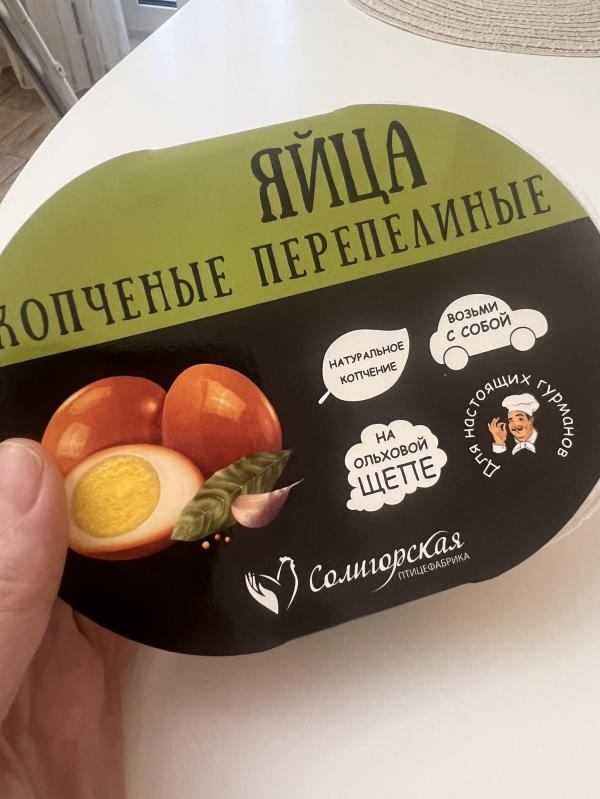 ЯЙЦА
КОПЧЕНЫЕ ПЕРЕПЕЛИНЫЕ
НАТУРАЛЬНОЕ
КОПЧЕНИЕ
ВОЗЬМИ
С СОБОЙ
НА
ОЛЬХОВОЙ
ЩЕПЕ
Для настоящих гурманов
Солигорская
ПТИЦЕФАБРИКА